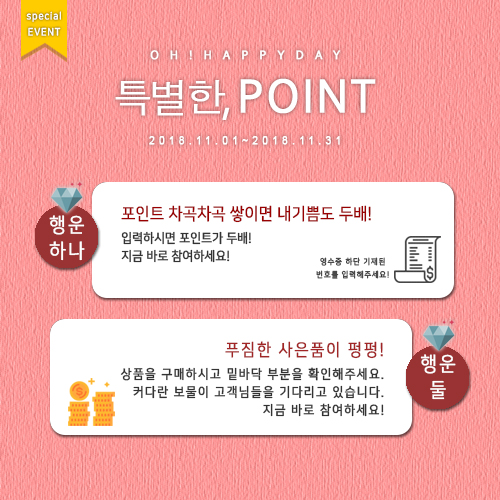 special
EVENT
OH!HAPPYDAY
특별한, POINT
2018.11.01~2018.11.31
행운
하나
포인트 차곡차곡 쌓이면 내기쁨도 두배!
입력하시면 포인트가 두배!
지금 바로 참여하세요!
영수증 하단 기재된
번호를 입력해주세요!
$
푸짐한 사은품이 펑펑!
상품을 구매하시고 밑바닥 부분을 확인해주세요.
커다란 보물이 고객님들을 기다리고 있습니다.
지금 바로 참여하세요!
행운
둘
$